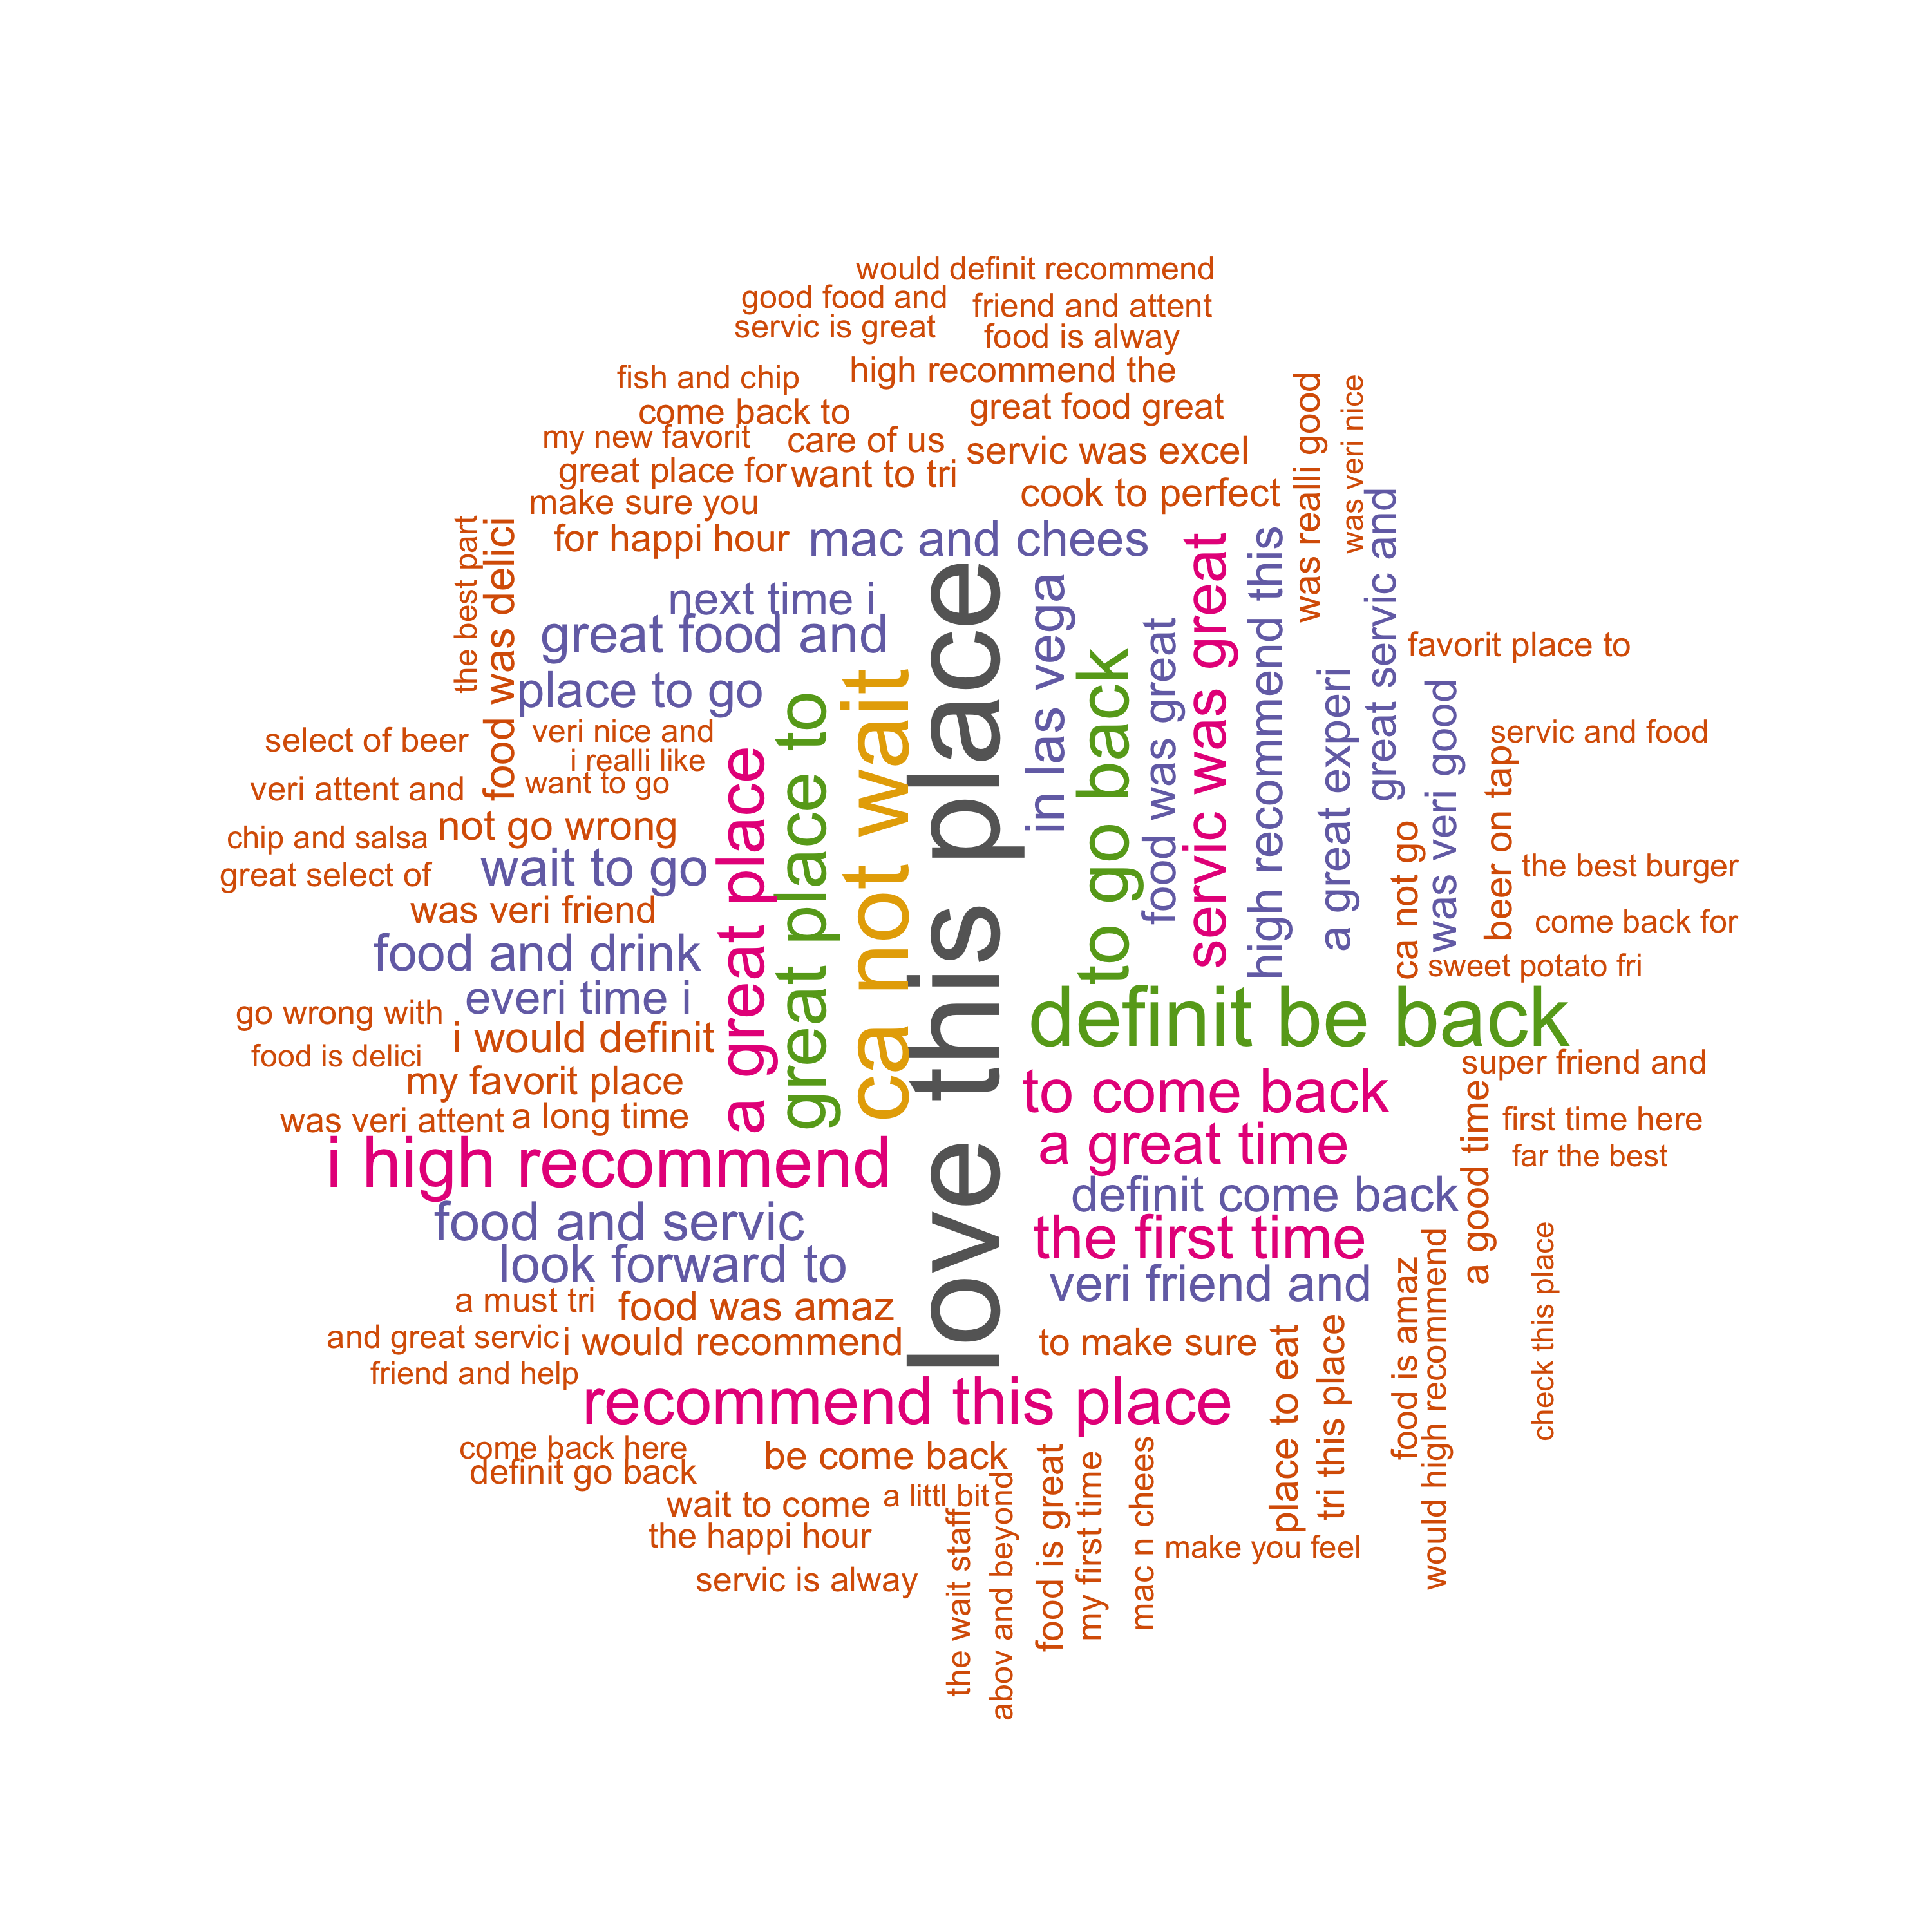 would definit recommend
good food and
friend and attent
servic is great
food is alway
fish and chip
high recommend the
come back to
great food great
my new favorit
care of us
servic was excel
great place for
want to tri
make sure you
cook to perfect
for happi hour
mac and chees
was realli good
was veri nice
the best part
food was delici
next time i
great food and
place to go
in las vega
food was great
servic was great
high recommend this
great servic and
favorit place to
select of beer
veri nice and
i realli like
veri attent and
want to go
chip and salsa
not go wrong
great select of
wait to go
was veri friend
food and drink
everi time i
go wrong with
i would definit
food is delici
my favorit place
was veri attent
a long time
a great place
great place to
ca not wait
love this place
to go back
a great experi
was veri good
ca not go
beer on tap
servic and food
the best burger
come back for
sweet potato fri
definit be back
super friend and
to come back
a great time
first time here
far the best
a good time
definit come back
i high recommend
food and servic
the first time
look forward to
veri friend and
a must tri
food was amaz
and great servic
i would recommend
to make sure
friend and help
recommend this place
place to eat
tri this place
food is amaz
would high recommend
check this place
come back here
definit go back
be come back
wait to come
a littl bit
the happi hour
servic is alway
the wait staff
abov and beyond
food is great
my first time
mac n chees
make you feel